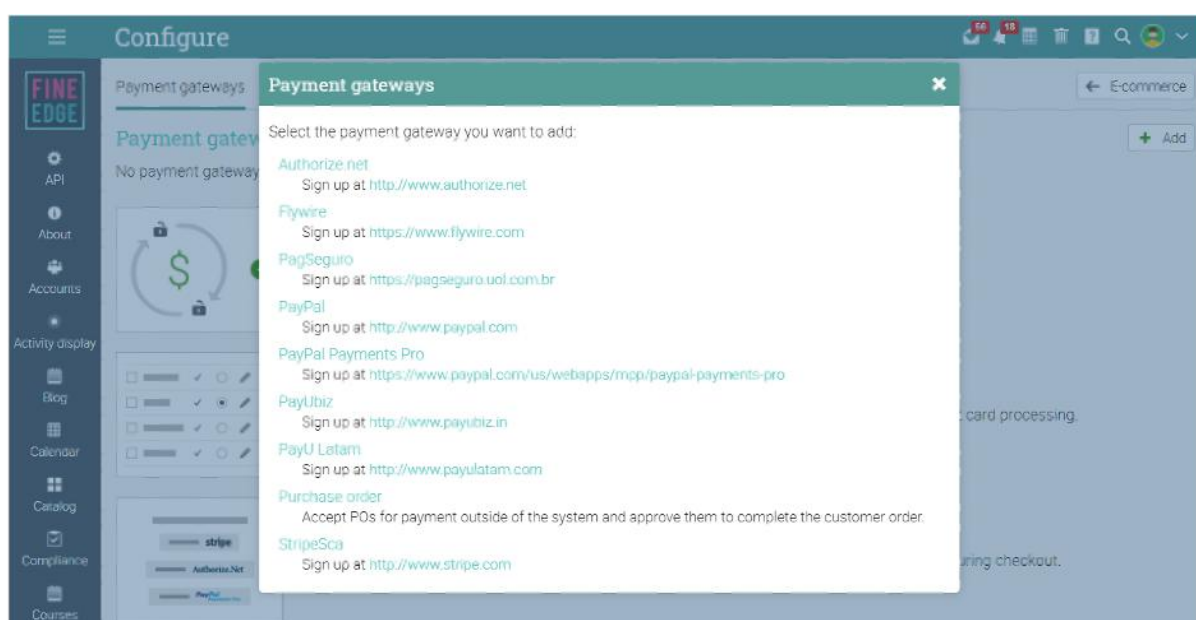 Configure
56
18
FINE
EDGE
Payment gateways
E-commerce
Payment gatew
Add
No payment gateway
API
About
Accounts
Activity display
Blog
Calendar
Catalog
Compliance
Courses
Payment gateways
Select the payment gateway you want to add:
Authorize.net
Sign up at http://www.authorize.net
Flywire
Sign up at https://www.flywire.com
PagSeguro
Sign up at https://pagseguro.uol.com.br
PayPal
Sign up at http://www.paypal.com
PayPal Payments Pro
Sign up at https://www.paypal.com/us/webapps/mpp/paypal-payments-pro
PayUbiz
Sign up at http://www.payubiz.in
PayU Latam
Sign up at http://www.payulatam.com
Purchase order
Accept POs for payment outside of the system and approve them to complete the customer order.
StripeSca
Sign up at http://www.stripe.com
card processing.
uring checkout.
$
stripe
Authorize.Net
PayPal